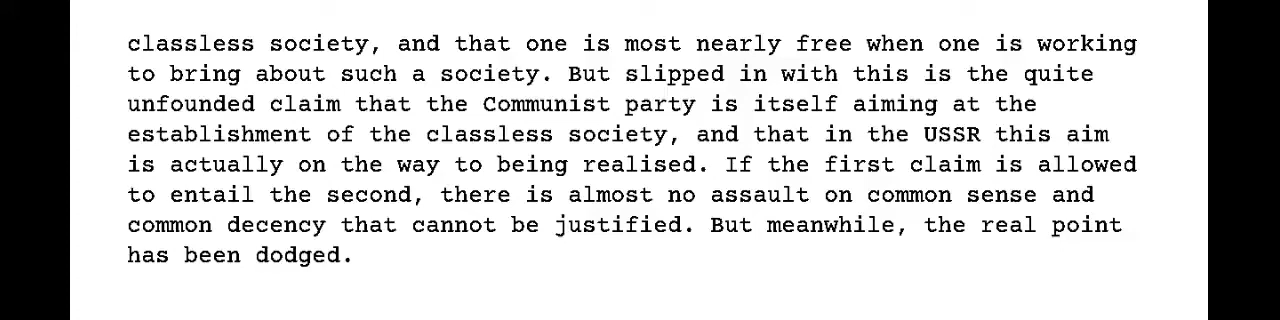 classless society, and that one is most nearly free when one is working
to bring about such a society. But slipped in with this is the quite
unfounded claim that the Communist party is itself aiming at the
establishment of the classless society, and that in the USSR this aim
is actually on the way to being realised. If the first claim is allowed
to entail the second, there is almost no assault on common sense and
common decency that cannot be justified. But meanwhile, the real point
has been dodged.